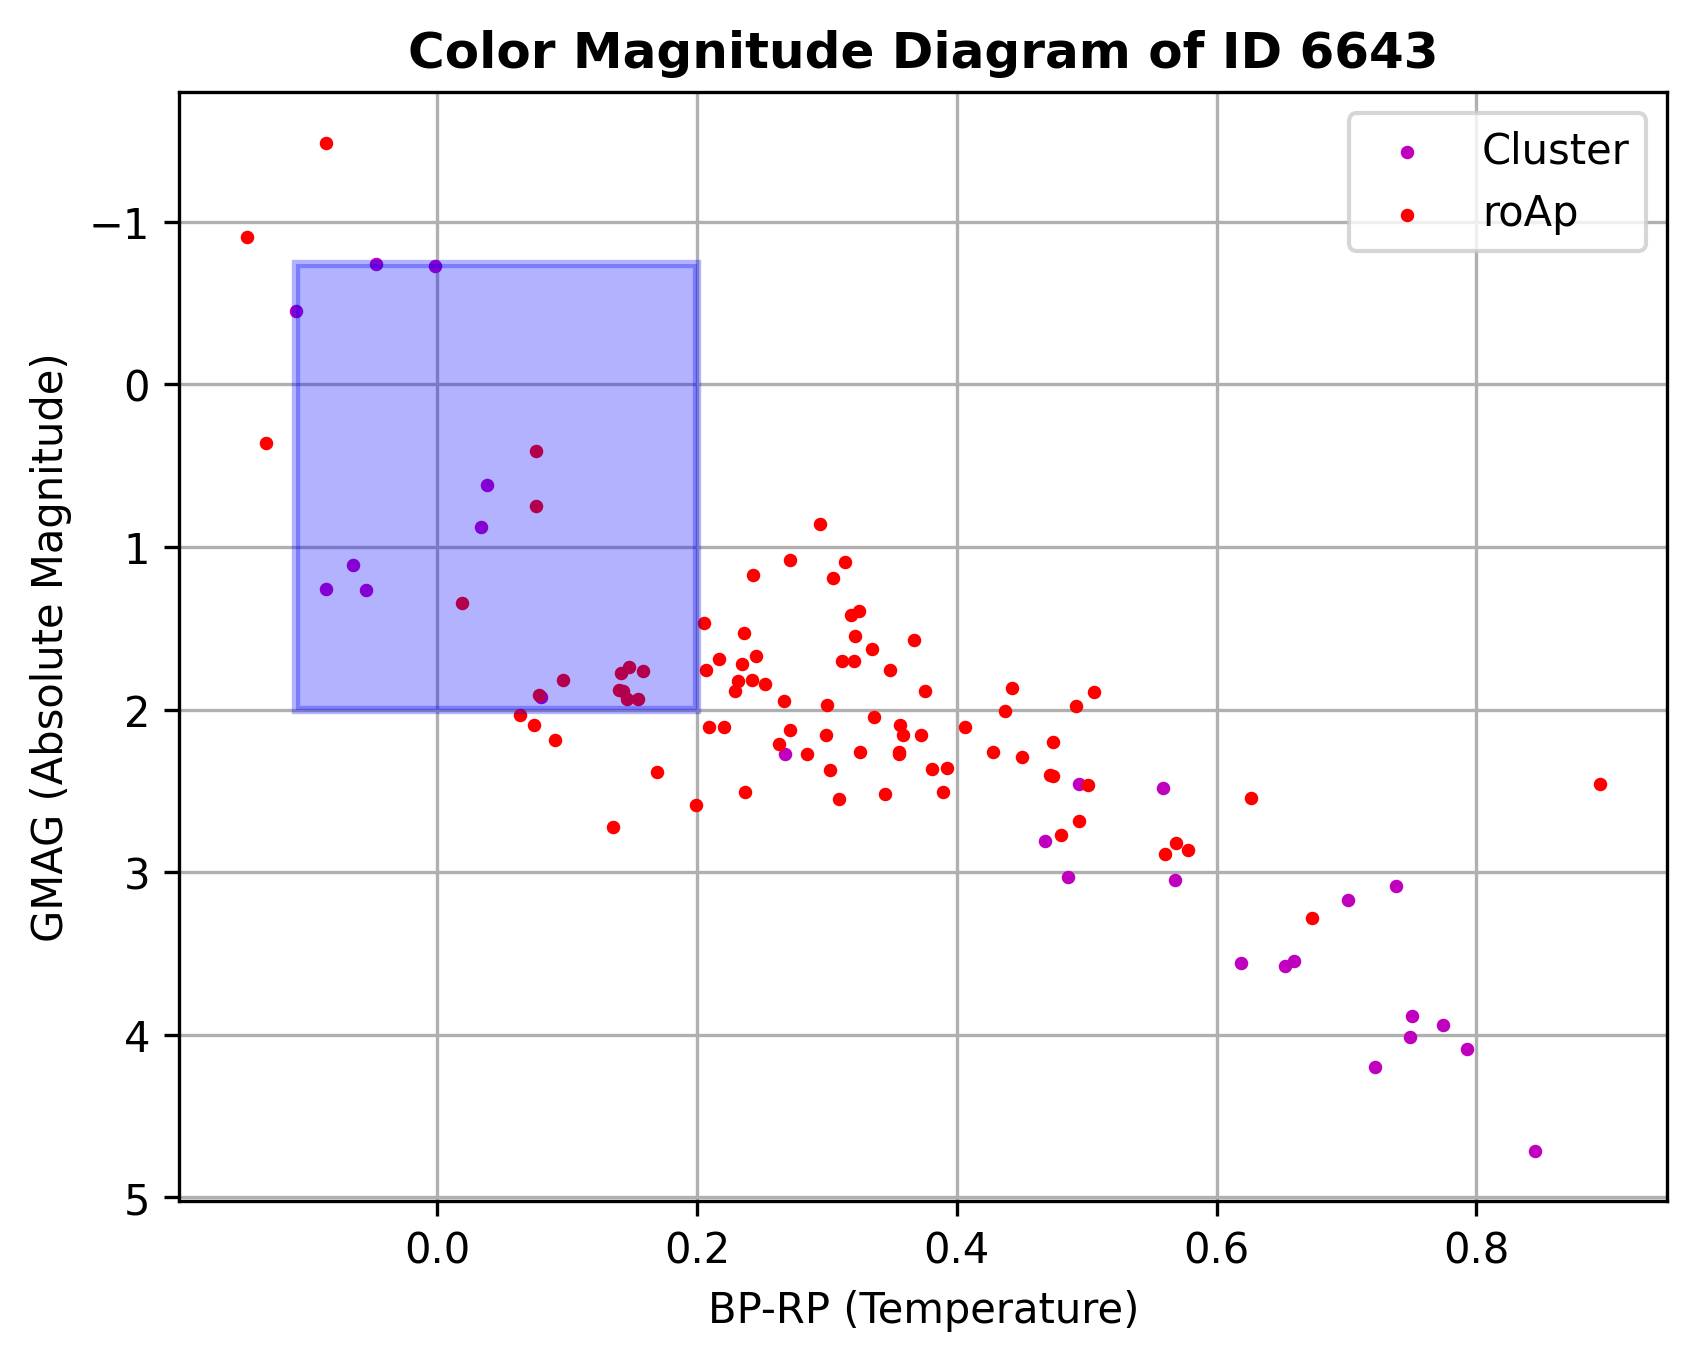 Color Magnitude Diagram of ID 6643
Cluster
roAp
−1
0
1
2
3
4
5
GMAG (Absolute Magnitude)
0.0 0.2 0.4 0.6 0.8
BP-RP (Temperature)